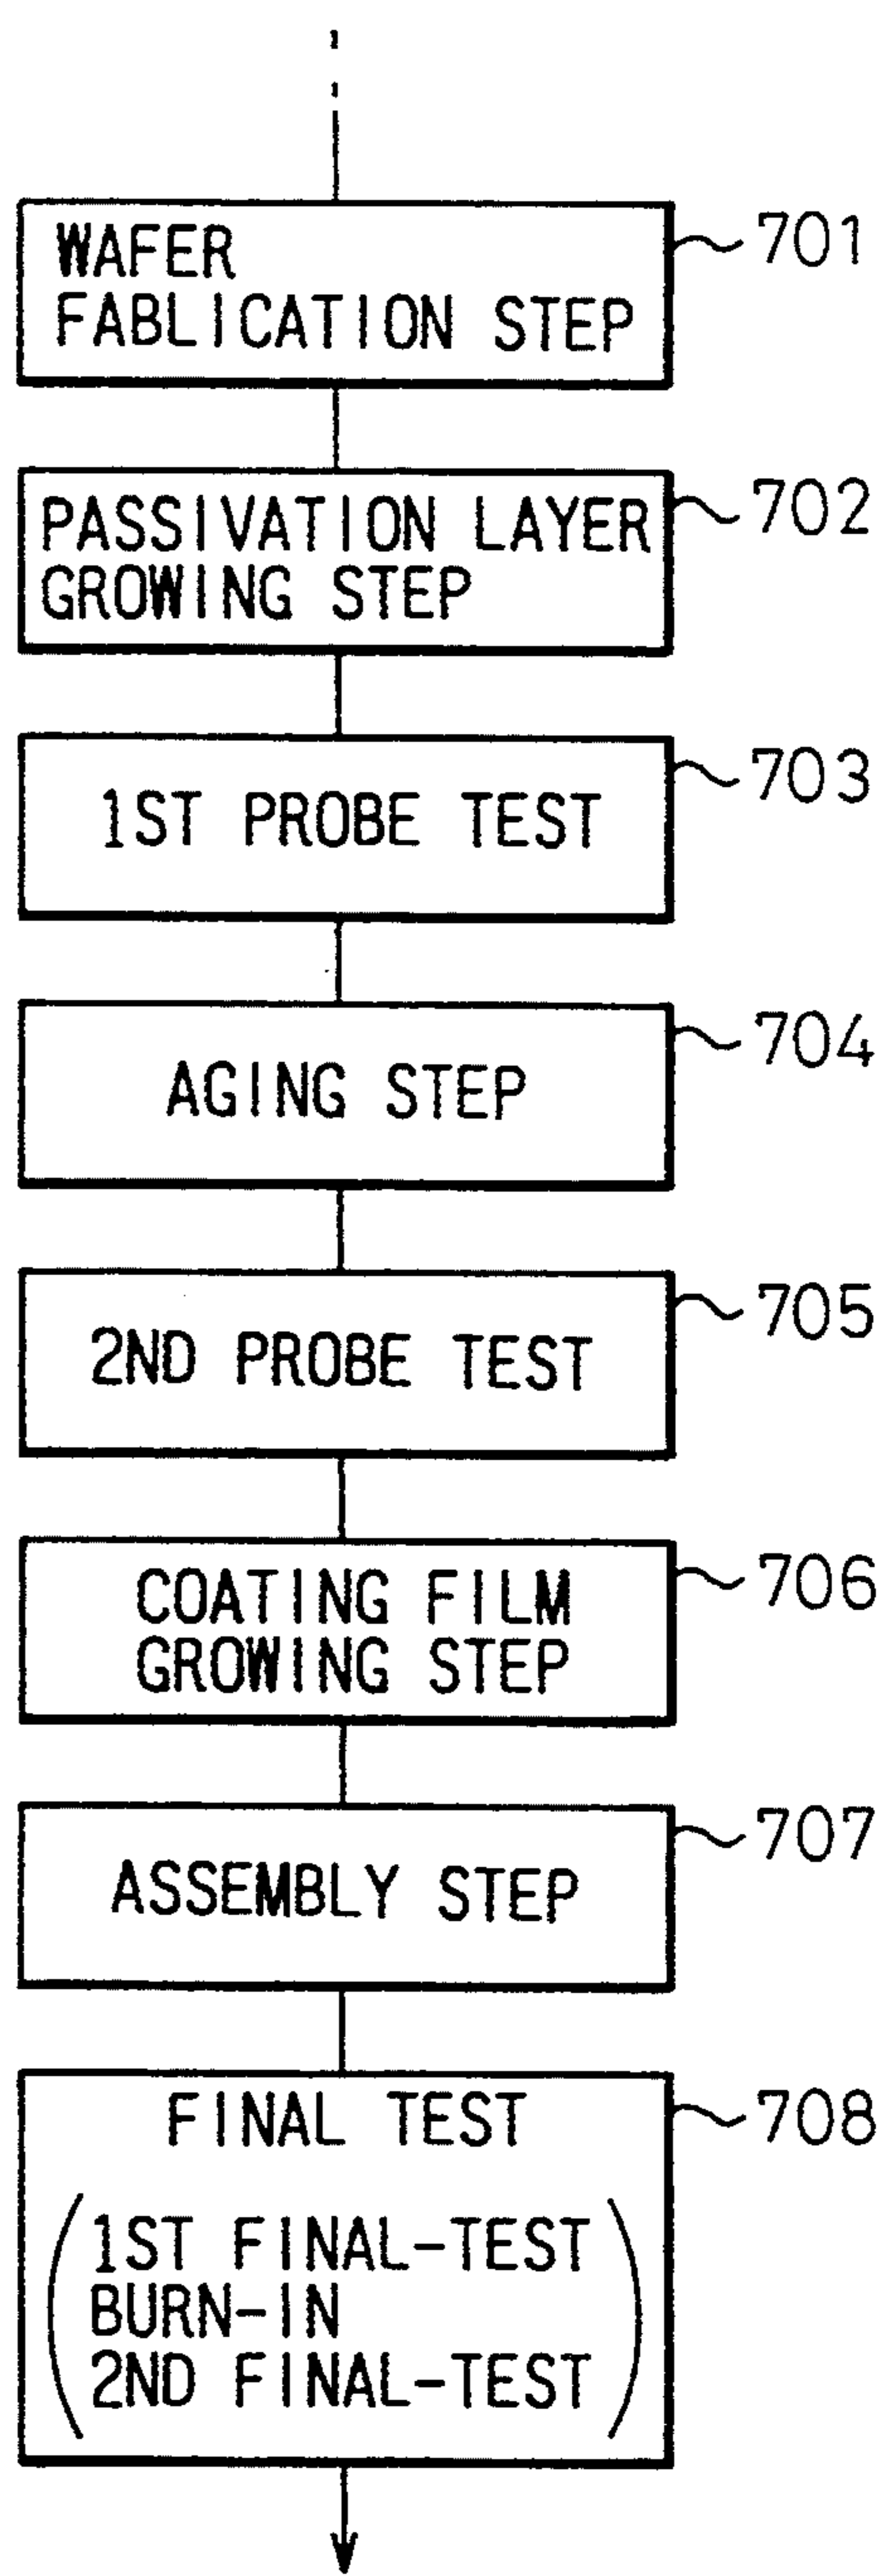 WAFER
FABLICATION STEP
701
PASSIVATION LAYER
GROWING STEP
702
1ST PROBE TEST
703
AGING STEP
704
2ND PROBE TEST
705
COATING FILM
GROWING STEP
706
ASSEMBLY STEP
707
FINAL TEST
708
(1ST FINAL-TEST
BURN-IN
2ND FINAL-TEST)